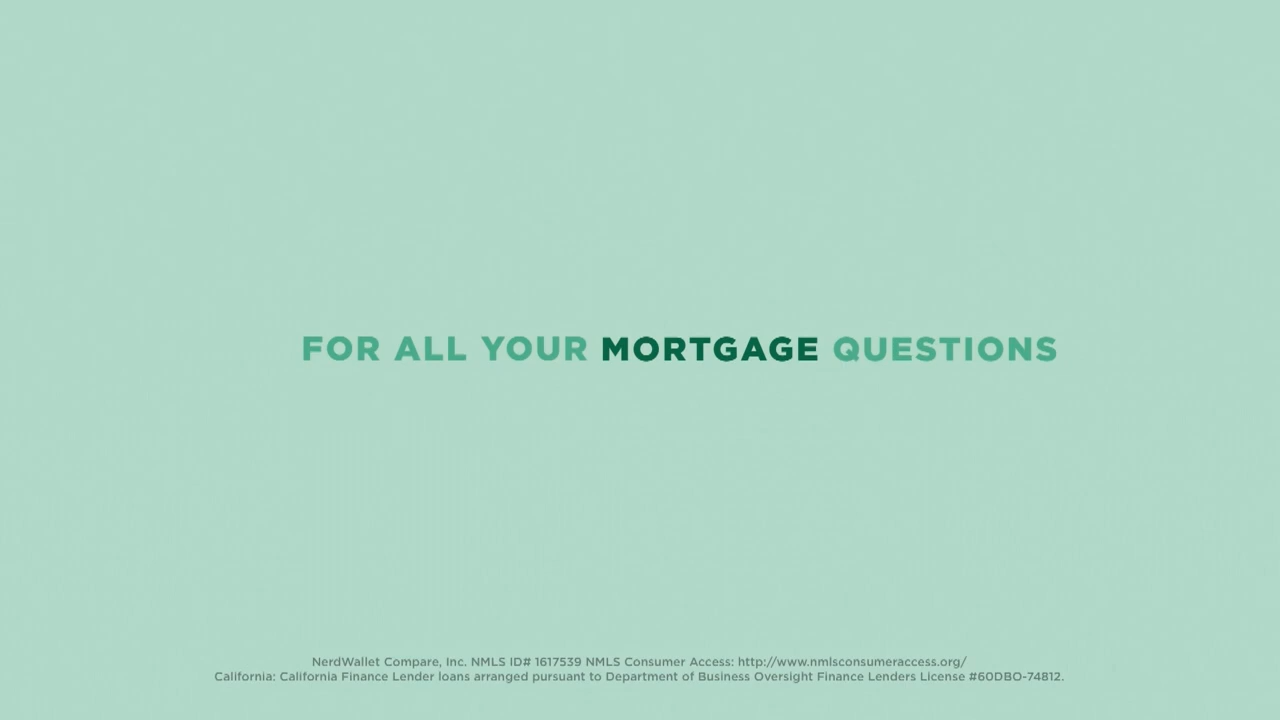 FOR ALL YOUR MORTGAGE QUESTIONS
NerdWallet Compare, Inc. NMLS ID# 1617539 NMLS Consumer Access: http://www.nmlsconsumeraccess.org/
California: California Finance Lender loans arranged pursuant to Department of Business Oversight Finance Lenders License #60DBO-74812.